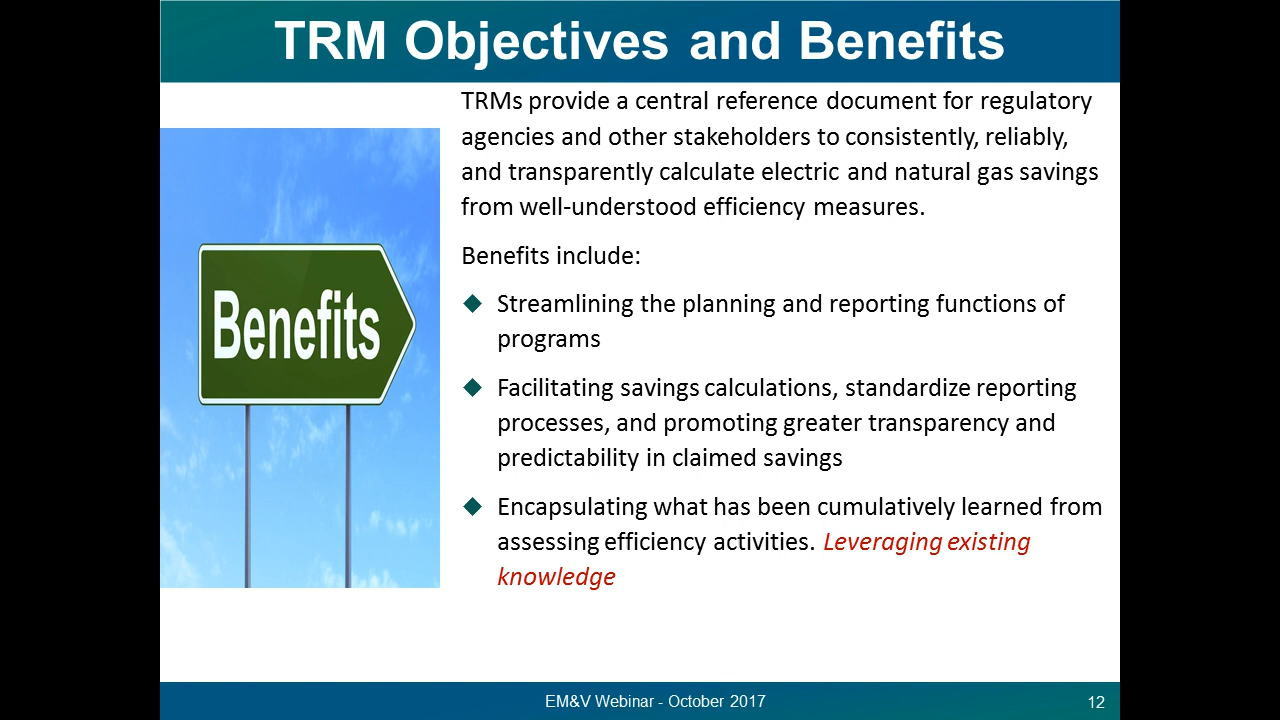 TRM Objectives and Benefits
TRMs provide a central reference document for regulatory
agencies and other stakeholders to consistently, reliably,
and transparently calculate electric and natural gas savings
from well-understood efficiency measures.
Benefits
Benefits include:
Streamlining the planning and reporting functions of
programs
Facilitating savings calculations, standardize reporting
processes, and promoting greater transparency and
predictability in claimed savings
Encapsulating what has been cumulatively learned from
assessing efficiency activities. Leveraging existing
knowledge
EM&V Webinar - October 2017
12